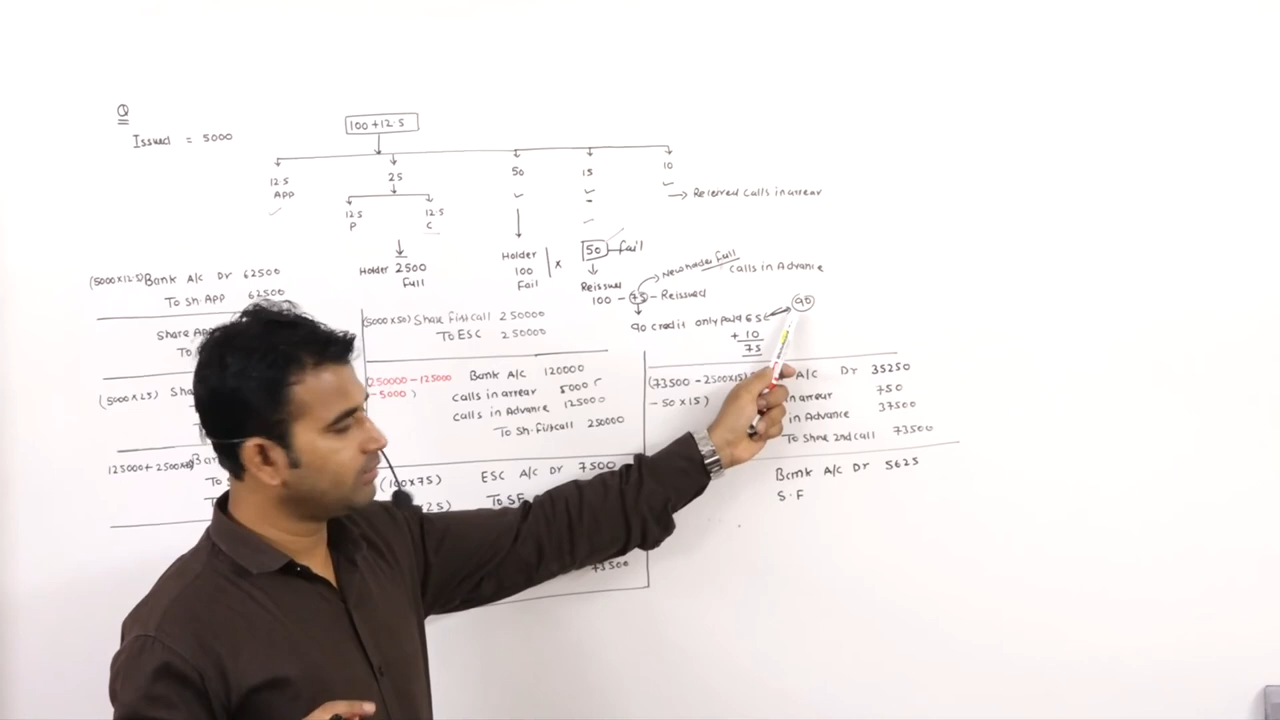 Q
Issued = 5000
100 + 12.5
12.5 25 50 15 10
APP
Referred calls in arrear
12.5 12.5
P C
Holder 2500
Full
Holder
100
Fail
x
50 fail
Reissue
100 - 75 - Reissued
New holder full
calls in Advance
90 credit only paid 65
90
+ 10
75
(5000x12.5) Bank A/c Dr 62500
To Sh. APP 62500
Share App
To
(5000x25) Sha
125000 + 2500x
To
(5000x50) Share first call 250000
To ESC 250000
(250000 - 125000
- 5000)
Bank A/c 120000
Calls in arrear 5000
Calls in Advance 125000
To Sh. first call 250000
(100x75) ESC A/c Dr 7500
x25) To SF
73500
(73500 - 2500x15)
- 50x15)
A/c Dr 35250
in arrear 750
in Advance 37500
To Share 2nd call 73500
Bank A/c Dr 5625
S.F